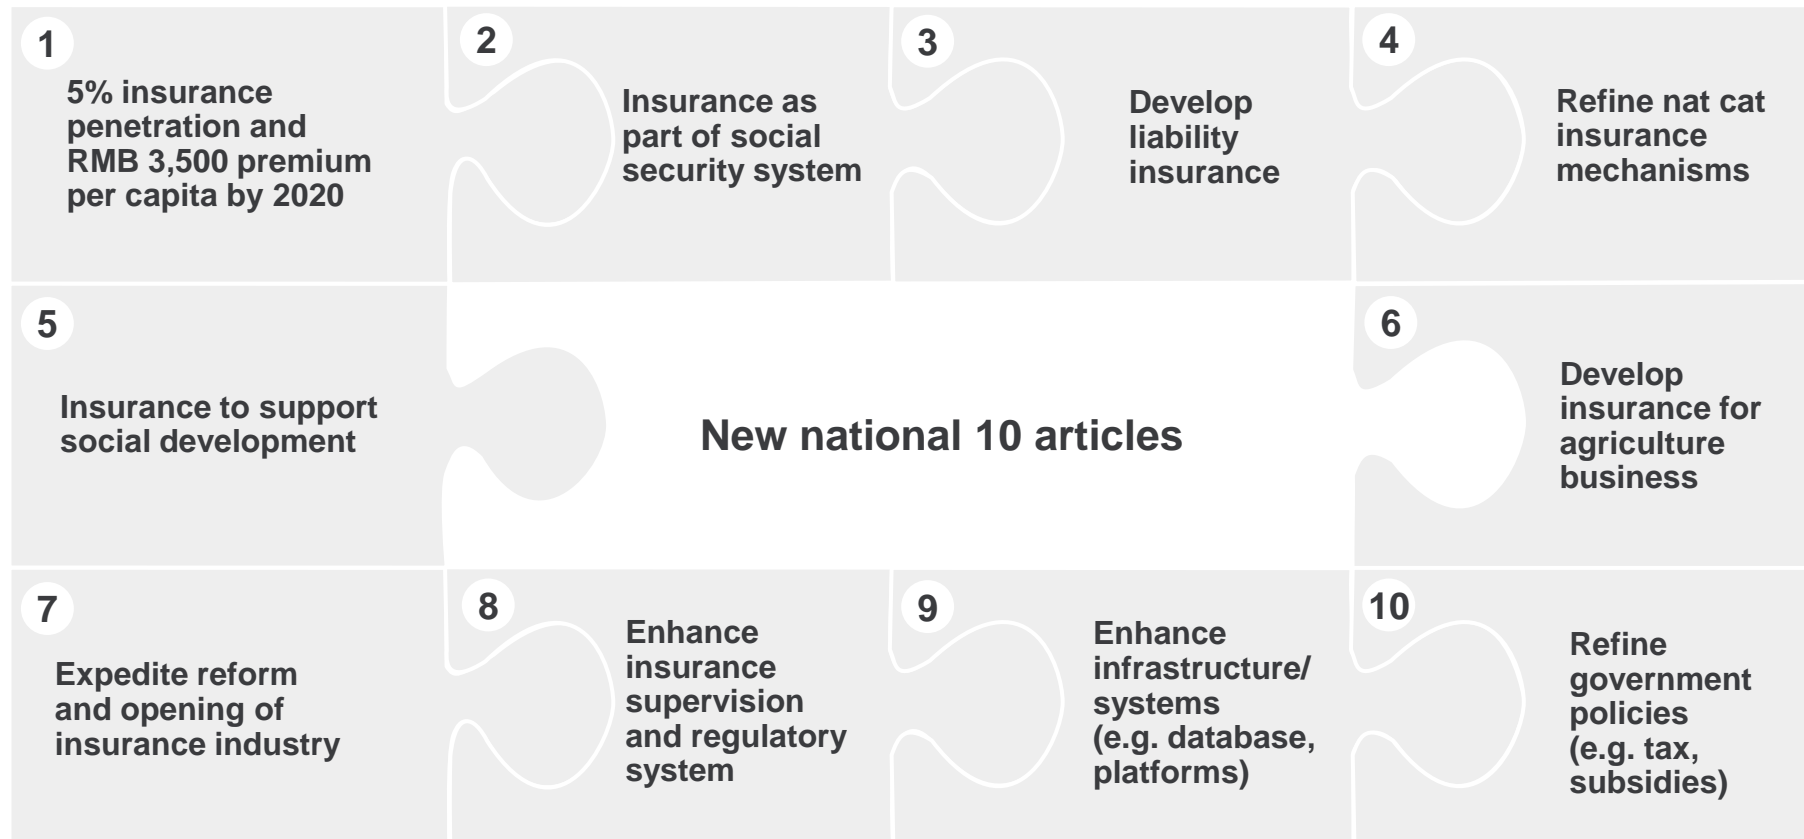 1
5% insurance
penetration and
RMB 3,500 premium
per capita by 2020
2
Insurance as
part of social
security system
3
Develop
liability
insurance
4
Refine nat cat
insurance
mechanisms
5
Insurance to support
social development
New national 10 articles
6
Develop
insurance for
agriculture
business
7
Expedite reform
and opening of
insurance industry
8
Enhance
insurance
supervision
and regulatory
system
9
Enhance
infrastructure/
systems
(e.g. database,
platforms)
10
Refine
government
policies
(e.g. tax,
subsidies)